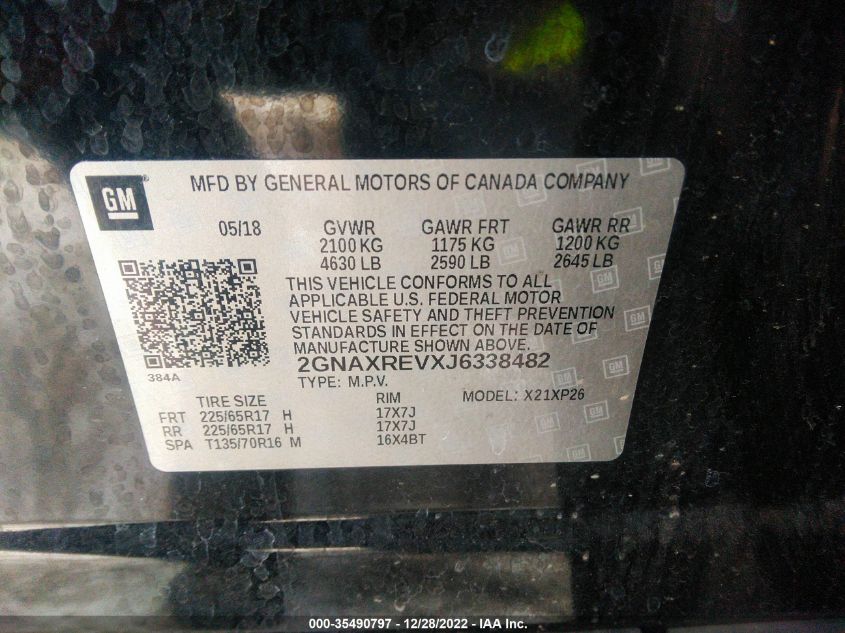 GM
MFD BY GENERAL MOTORS OF CANADA COMPANY
05/18 GVWR GAWR FRT GAWR RR
2100 KG 1175 KG 1200 KG
4630 LB 2590 LB 2645 LB
THIS VEHICLE CONFORMS TO ALL
APPLICABLE U.S. FEDERAL MOTOR
VEHICLE SAFETY AND THEFT PREVENTION
STANDARDS IN EFFECT ON THE DATE OF
MANUFACTURE SHOWN ABOVE.
384A
2GNAXREVXJ6338482
TYPE: M.P.V. MODEL: X21XP26
TIRE SIZE RIM
FRT 225/65R17 H 17X7J
RR 225/65R17 H 17X7J
SPA T135/70R16 M 16X4BT
000-35490797 - 12/28/2022 - IAA Inc.